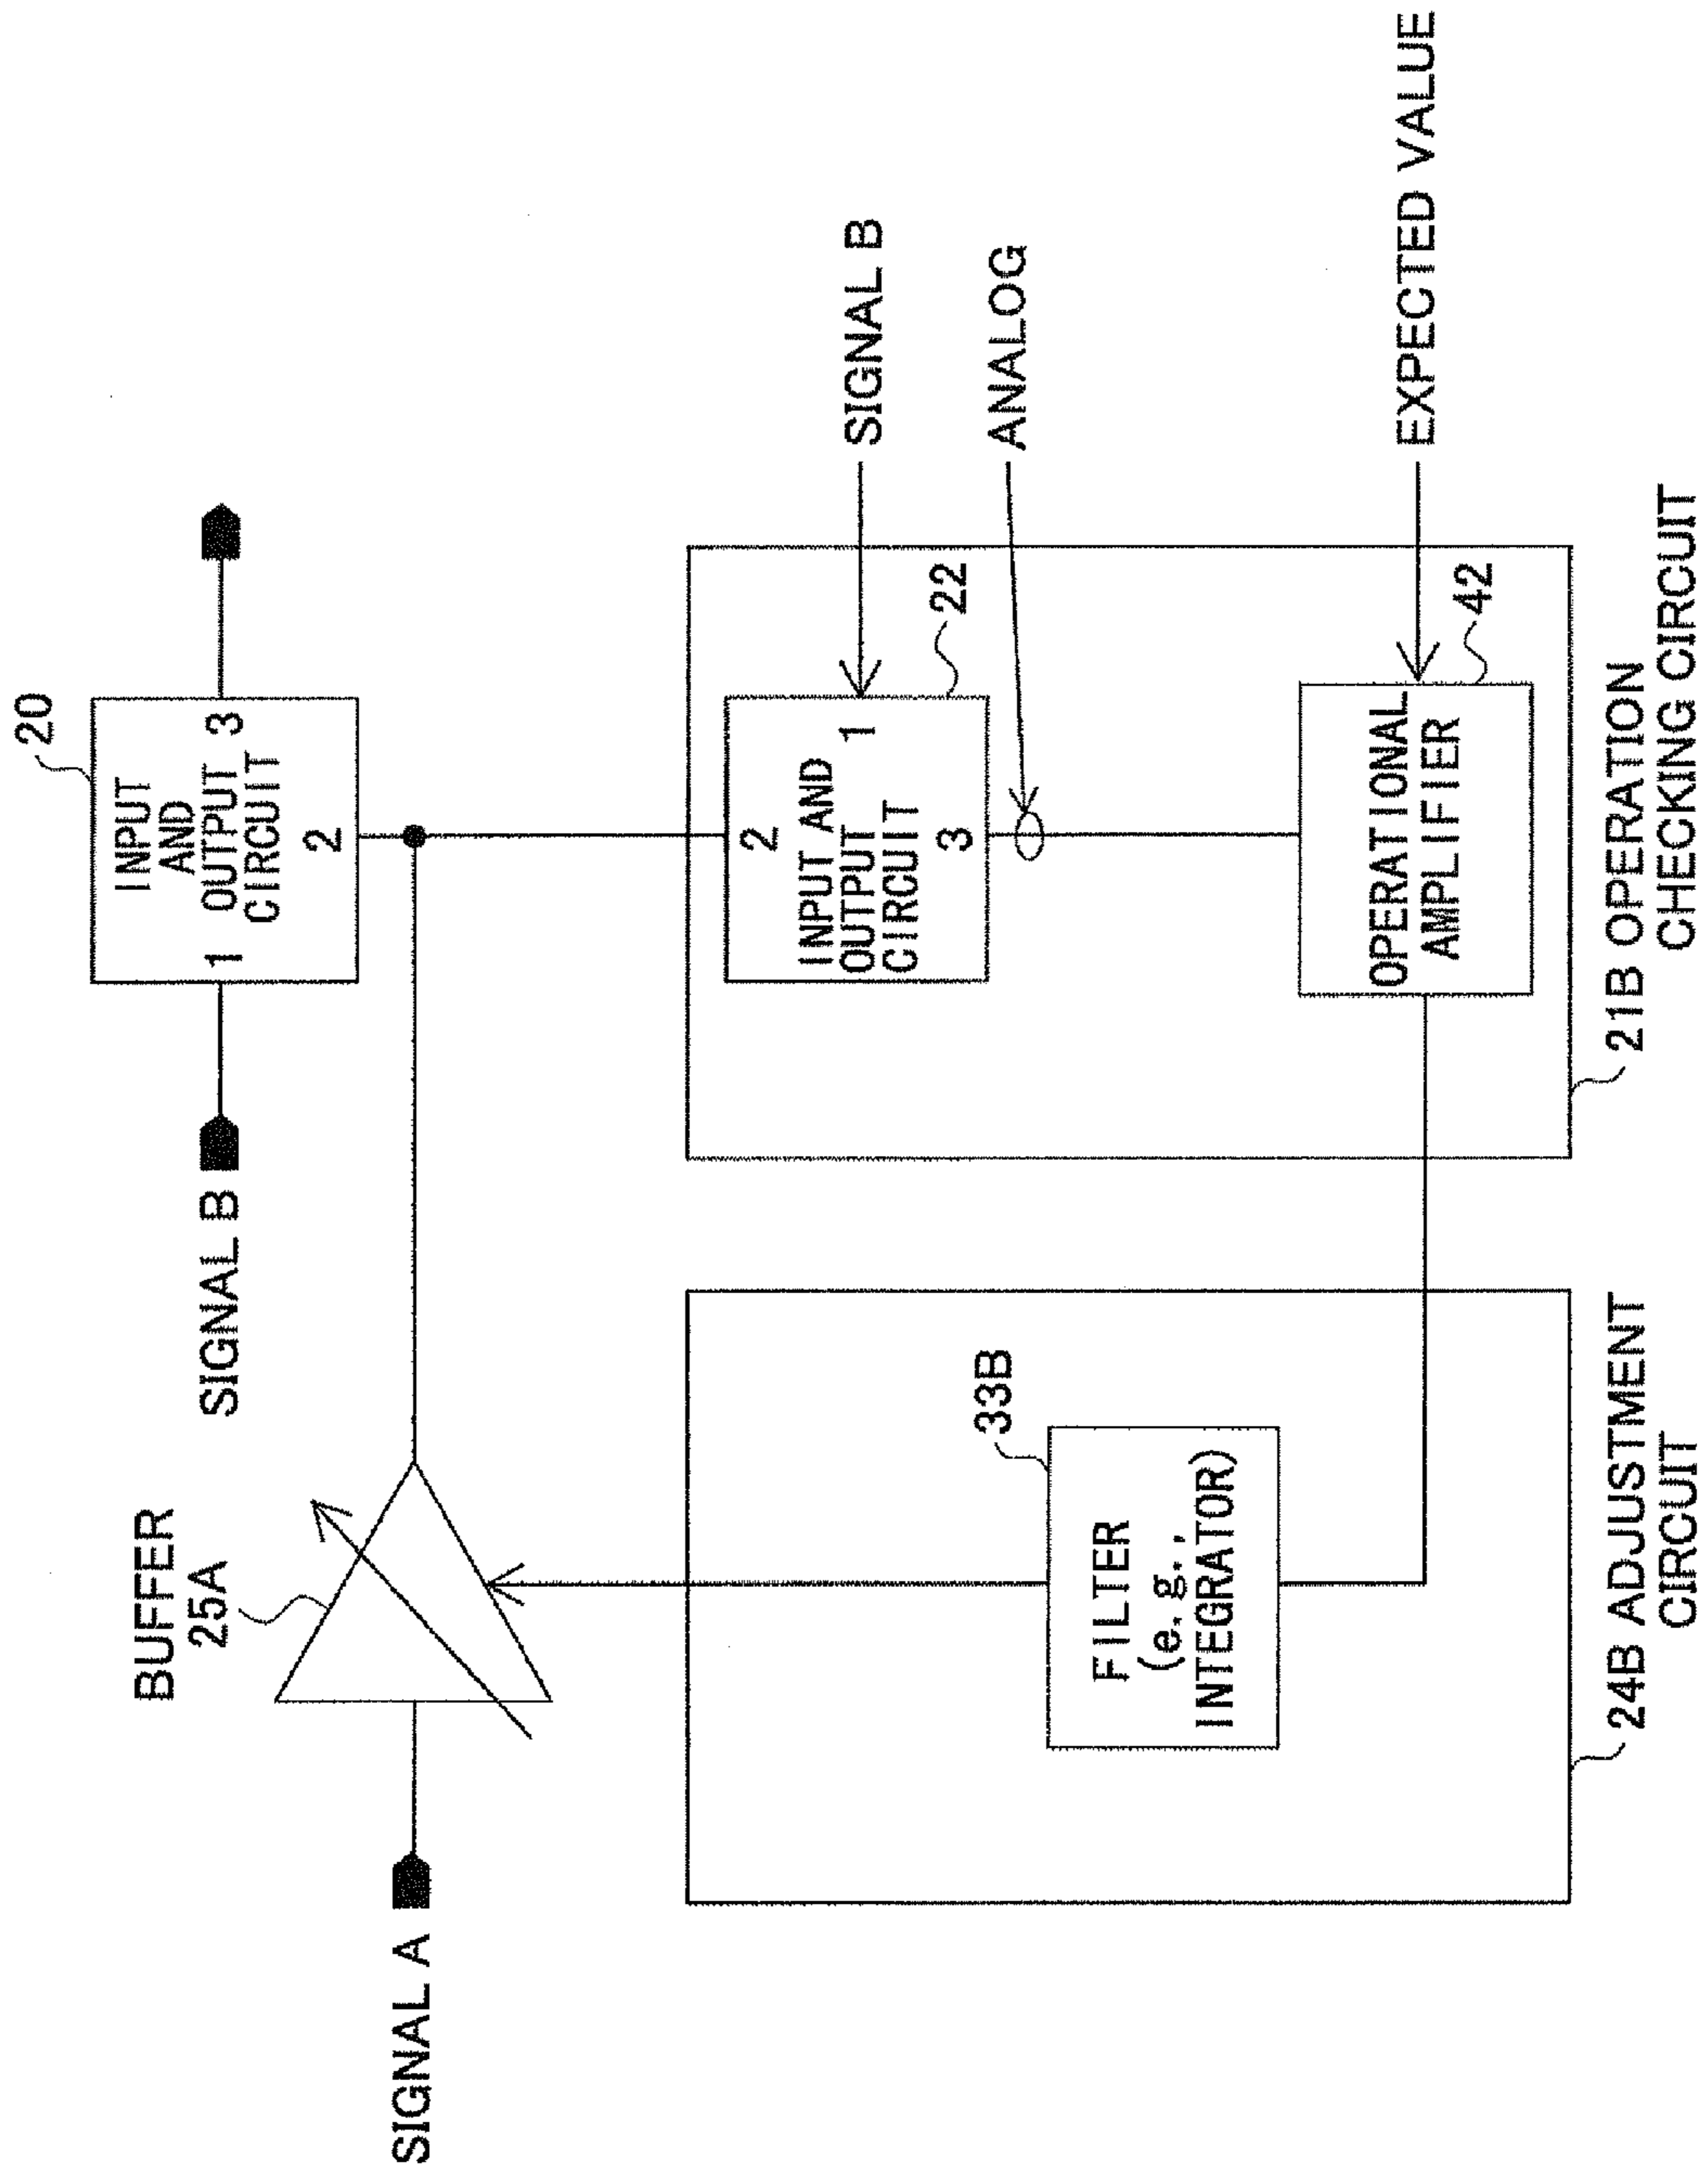 20
INPUT
AND
OUTPUT
CIRCUIT
1
3
2
SIGNAL B
BUFFER
25A
SIGNAL A
2
INPUT AND
OUTPUT
CIRCUIT
1
3
22
SIGNAL B
ANALOG
33B
FILTER
(e.g.,
INTEGRATOR)
OPERATIONAL
AMPLIFIER
42
EXPECTED VALUE
24B ADJUSTMENT
CIRCUIT
21B OPERATION
CHECKING CIRCUIT